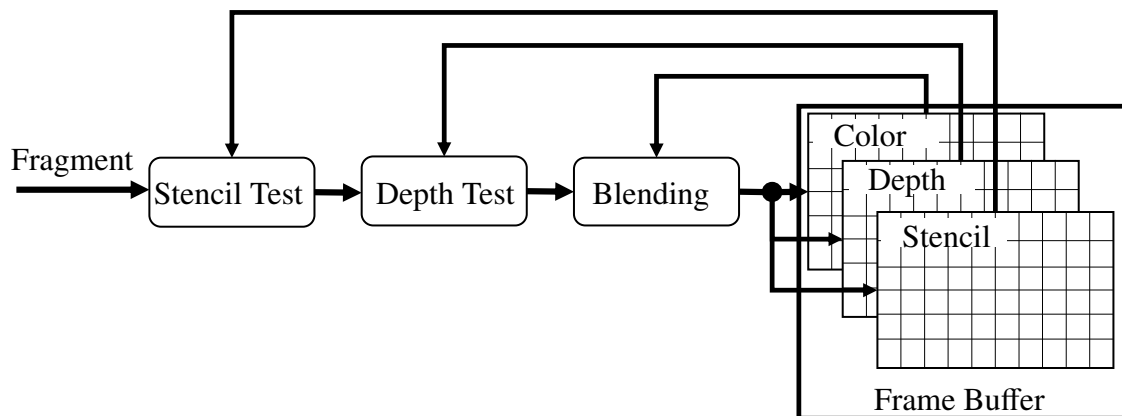 Fragment
Stencil Test
Depth Test
Blending
Color
Depth
Stencil
Frame Buffer